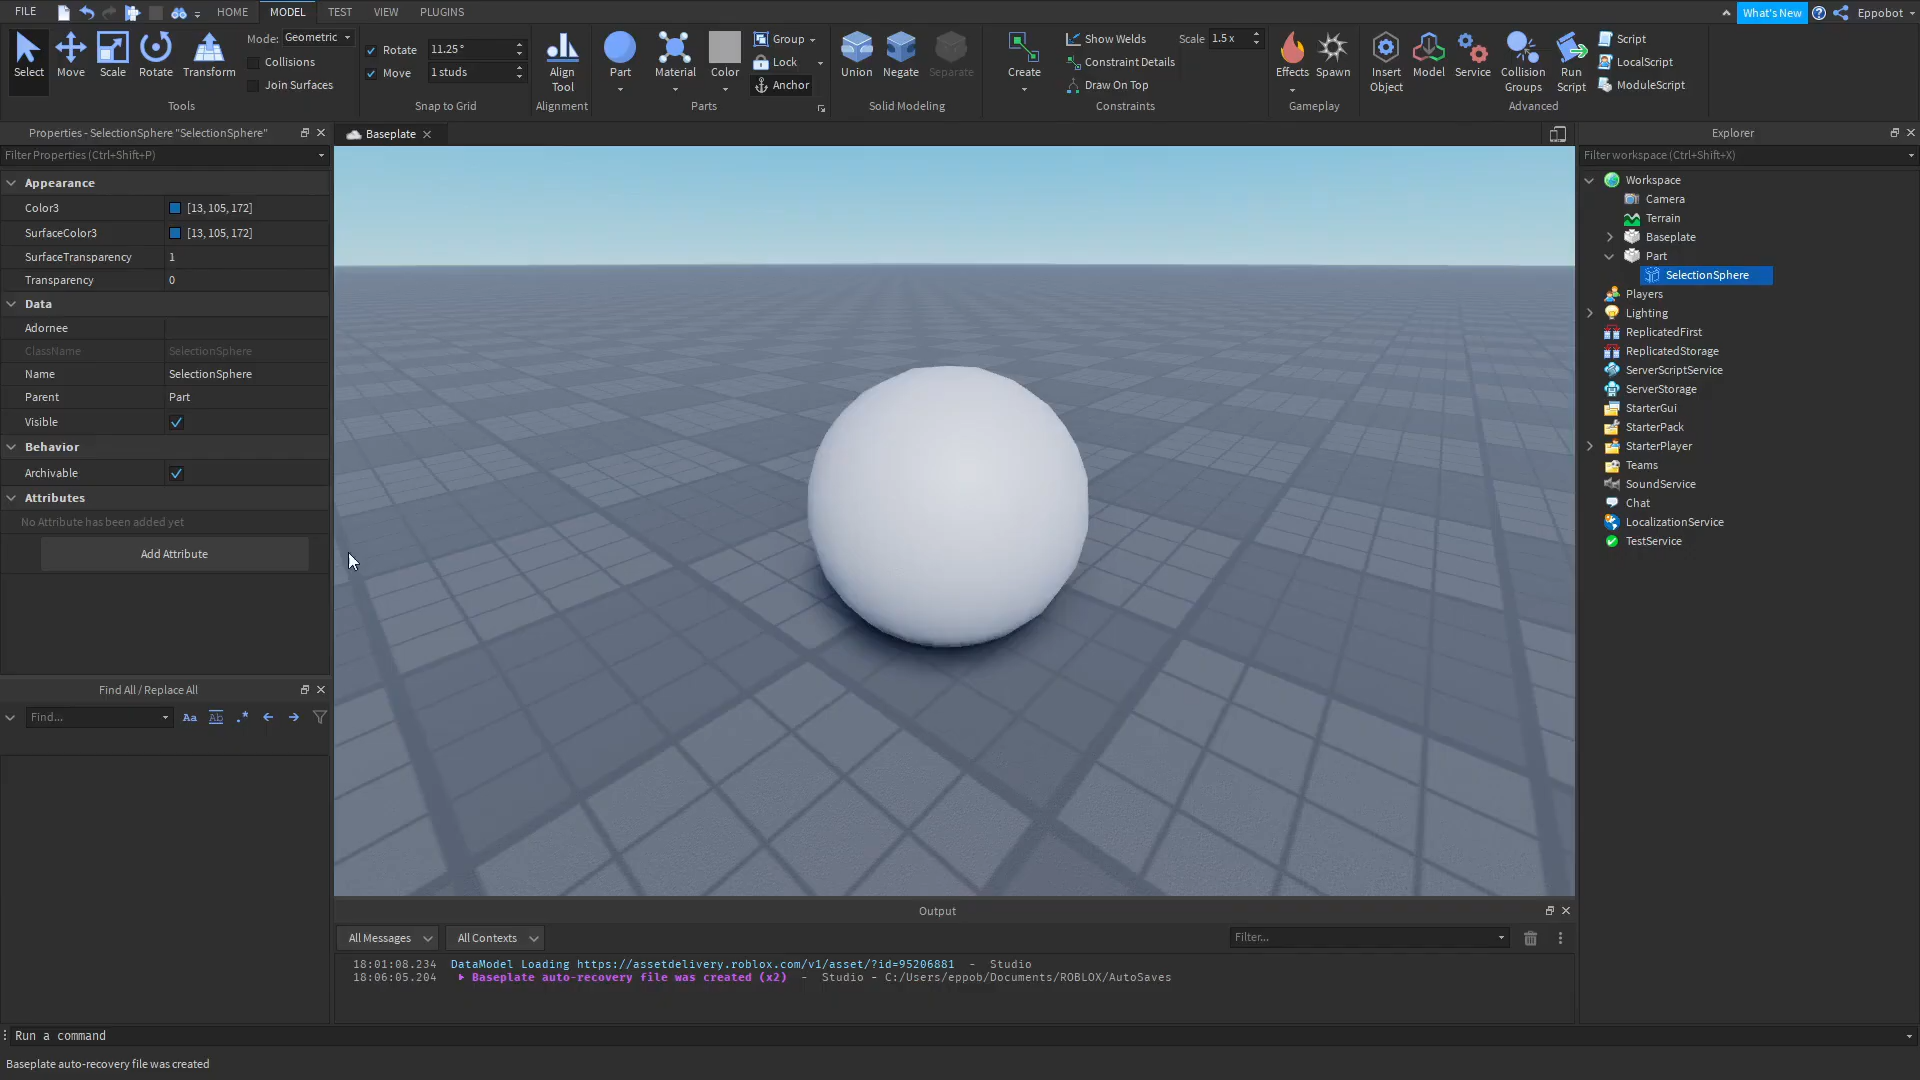 FILE
HOME
MODEL
TEST
VIEW
PLUGINS
What's New
Eppobot
Select
Move
Scale
Rotate
Transform
Mode: Geometric
Collisions
Join Surfaces
Tools
Rotate 11.25°
Move 1 studs
Snap to Grid
Align
Tool
Alignment
Part
Material
Color
Group
Lock
Anchor
Parts
Union
Negate
Separate
Solid Modeling
Create
Show Welds
Constraint Details
Draw On Top
Scale 1.5 x
Constraints
Effects
Spawn
Gameplay
Insert
Object
Model
Service
Collision
Groups
Run
Script
Script
LocalScript
ModuleScript
Advanced
Properties - SelectionSphere "SelectionSphere"
Filter Properties (Ctrl+Shift+P)
Appearance
Color3 [13, 105, 172]
SurfaceColor3 [13, 105, 172]
SurfaceTransparency 1
Transparency 0
Data
Adornee
ClassName SelectionSphere
Name SelectionSphere
Parent Part
Visible
Behavior
Archivable
Attributes
No Attribute has been added yet
Add Attribute
Find All / Replace All
Find...
Aa Ab .*
Baseplate
Output
All Messages
All Contexts
Filter...
18:01:08.234 DataModel Loading https://assetdelivery.roblox.com/v1/asset/?id=95206881 - Studio
18:06:05.204 Baseplate auto-recovery file was created (x2) - Studio - C:/Users/eppob/Documents/ROBLOX/AutoSaves
Explorer
Filter workspace (Ctrl+Shift+X)
Workspace
Camera
Terrain
Baseplate
Part
SelectionSphere
Players
Lighting
ReplicatedFirst
ReplicatedStorage
ServerScriptService
ServerStorage
StarterGui
StarterPack
StarterPlayer
Teams
SoundService
Chat
LocalizationService
TestService
Run a command
Baseplate auto-recovery file was created